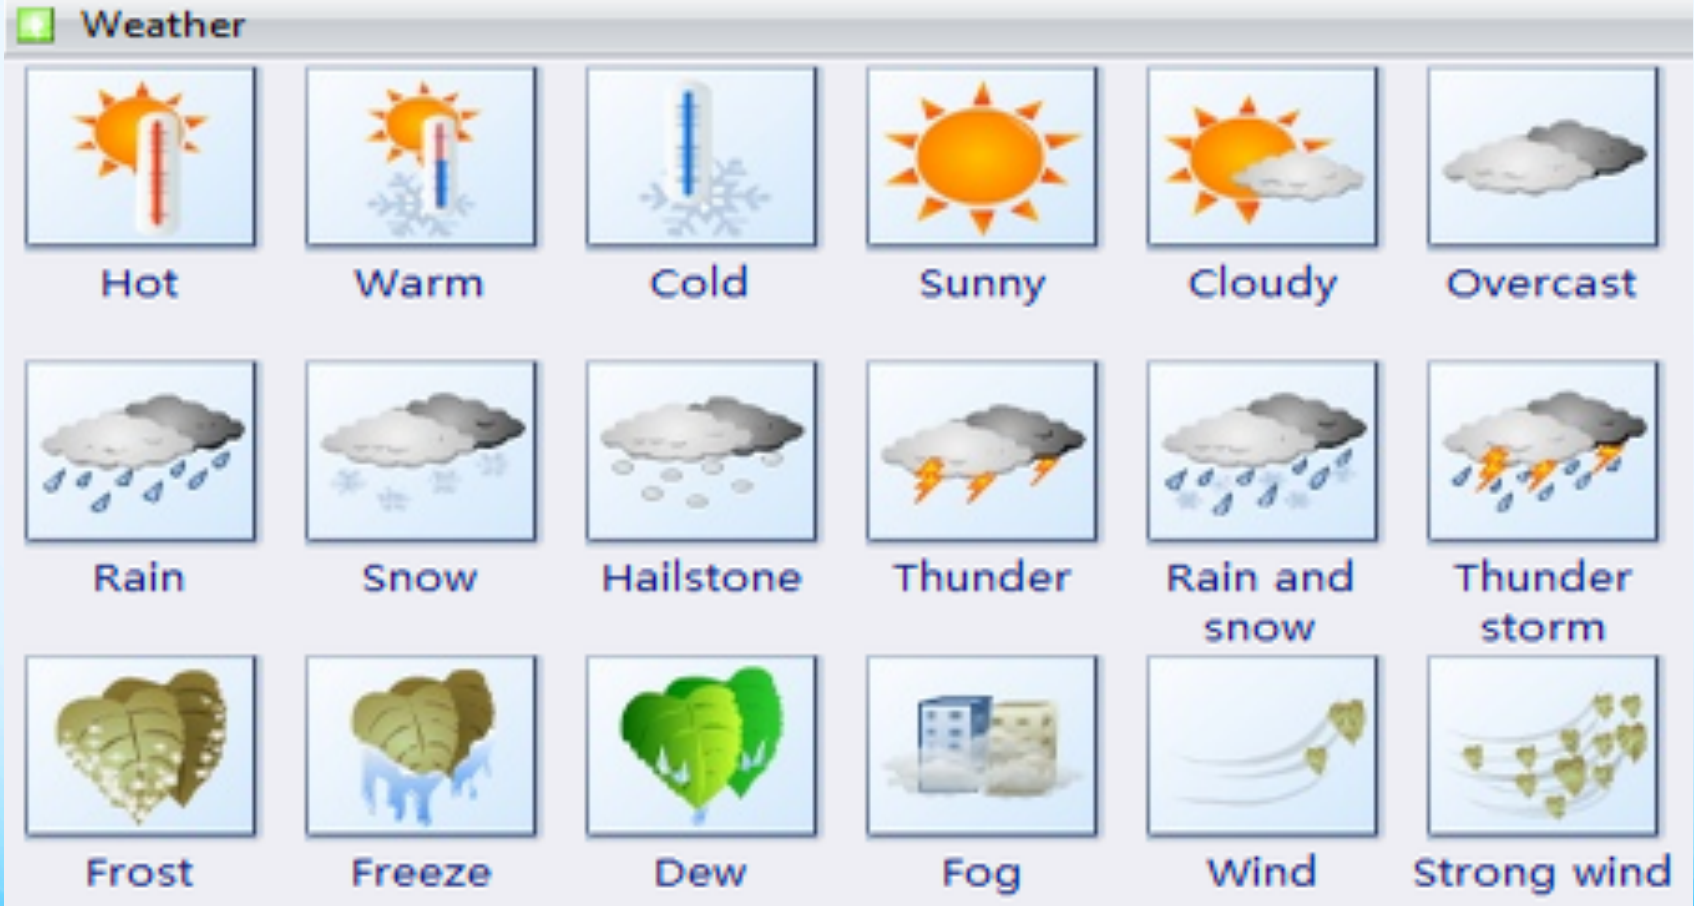 Weather
Hot Warm Cold Sunny Cloudy Overcast
Rain Snow Hailstone Thunder Rain and snow Thunder storm
Frost Freeze Dew Fog Wind Strong wind